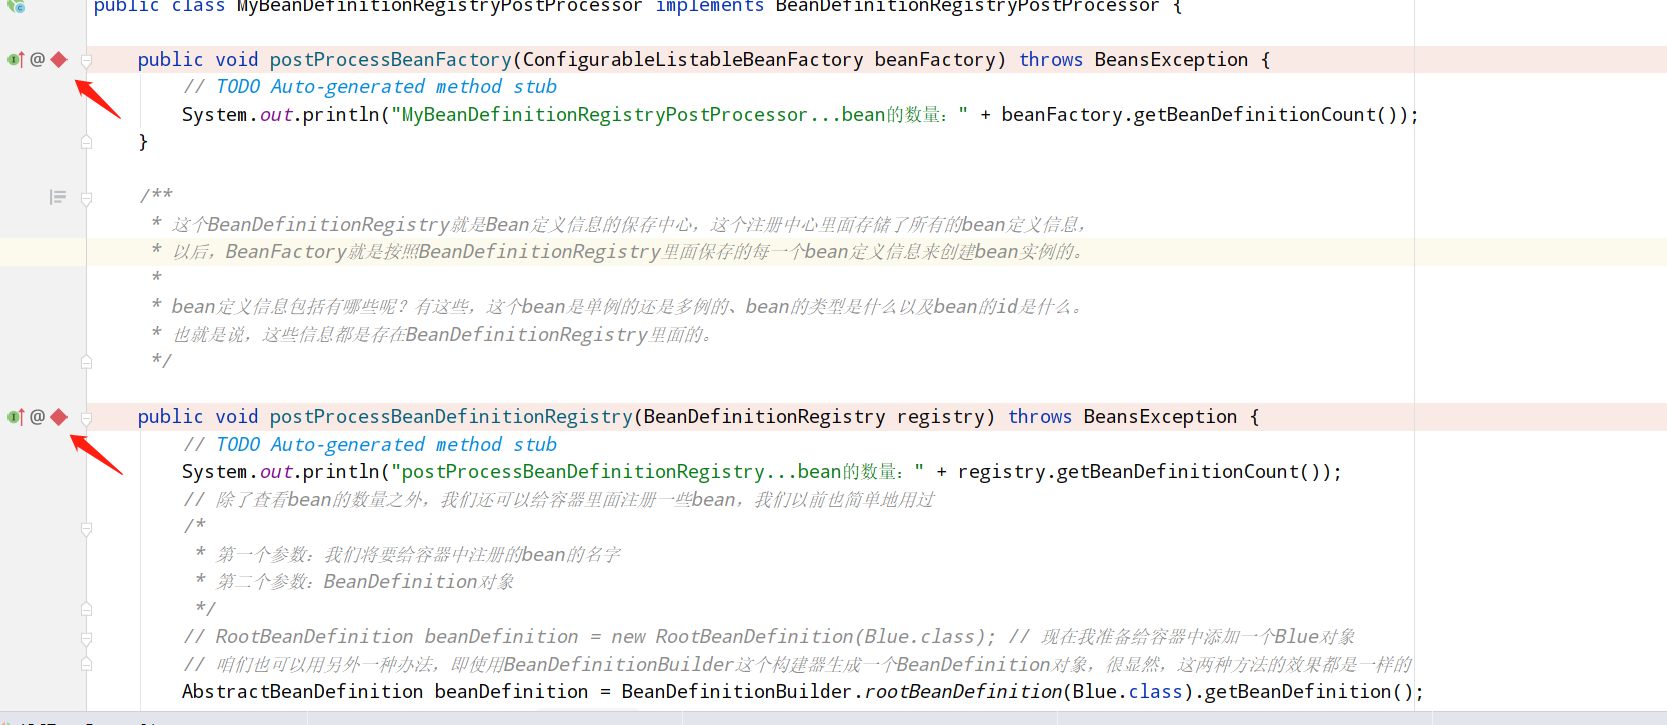 public class MyBeanDefinitionRegistryPostProcessor implements BeanDefinitionRegistryPostProcessor {
public void postProcessBeanFactory(ConfigurableListableBeanFactory beanFactory) throws BeansException {
// TODO Auto-generated method stub
System.out.println("MyBeanDefinitionRegistryPostProcessor...bean的数量：" + beanFactory.getBeanDefinitionCount());
}
/**
* 这个BeanDefinitionRegistry就是Bean定义信息的保存中心，这个注册中心里面存储了所有的bean定义信息，
* 以后，BeanFactory就是按照BeanDefinitionRegistry里面保存的每一个bean定义信息来创建bean实例的。
*
* bean定义信息包括有哪些呢？有这些，这个bean是单例的还是多例的、bean的类型是什么以及bean的id是什么。
* 也就是说，这些信息都是存在BeanDefinitionRegistry里面的。
*/
public void postProcessBeanDefinitionRegistry(BeanDefinitionRegistry registry) throws BeansException {
// TODO Auto-generated method stub
System.out.println("postProcessBeanDefinitionRegistry...bean的数量：" + registry.getBeanDefinitionCount());
// 除了查看bean的数量之外，我们还可以给容器里面注册一些bean，我们以前也简单地用过
/*
* 第一个参数：我们将要给容器中注册的bean的名字
* 第二个参数：BeanDefinition对象
*/
// RootBeanDefinition beanDefinition = new RootBeanDefinition(Blue.class); // 现在我准备给容器中添加一个Blue对象
// 咱们也可以用另外一种办法，即使用BeanDefinitionBuilder这个构建器生成一个BeanDefinition对象，很显然，这两种方法的效果都是一样的
AbstractBeanDefinition beanDefinition = BeanDefinitionBuilder.rootBeanDefinition(Blue.class).getBeanDefinition();